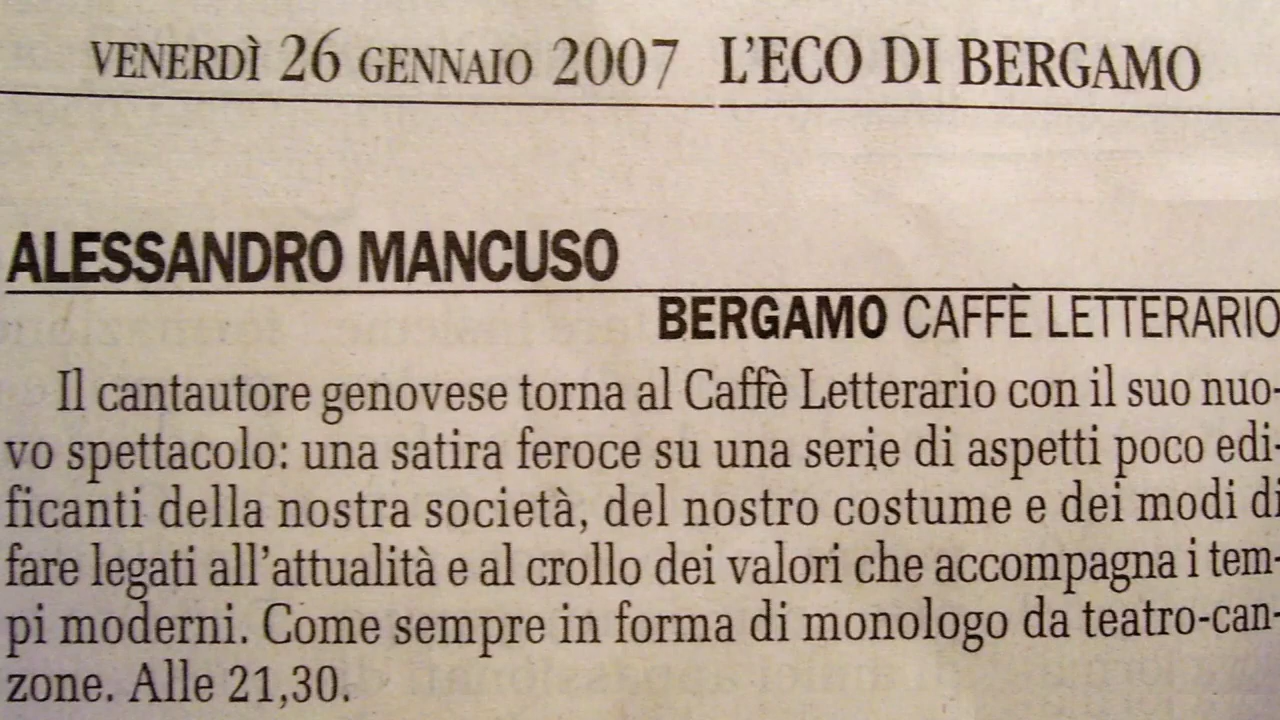 VENERDÌ 26 GENNAIO 2007 L'ECO DI BERGAMO
ALESSANDRO MANCUSO
BERGAMO CAFFÈ LETTERARIO
Il cantautore genovese torna al Caffè Letterario con il suo nuo-
vo spettacolo: una satira feroce su una serie di aspetti poco edi-
ficanti della nostra società, del nostro costume e dei modi di
fare legati all'attualità e al crollo dei valori che accompagna i tem-
pi moderni. Come sempre in forma di monologo da teatro-can-
zone. Alle 21,30.